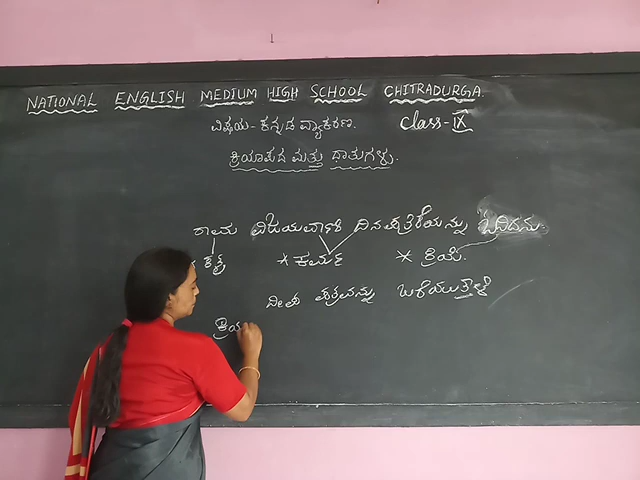 NATIONAL ENGLISH MEDIUM HIGH SCHOOL CHITRADURGA.
ವಿಷಯ- ಕನ್ನಡ ವ್ಯಾಕರಣ. Class-IX
ಕ್ರಿಯಾಪದ ಮತ್ತು ಧಾತುಗಳು.
ರಾಮ ವಿಜಯವಾಣಿ ದಿನಪತ್ರಿಕೆಯನ್ನು ಓದಿದನು.
* ಕರ್ತೃ * ಕರ್ಮ * ಕ್ರಿಯೆ.
ಪತ್ರವನ್ನು ಬರೆಯುತ್ತಾಳೆ
ಕ್ರಿಯ